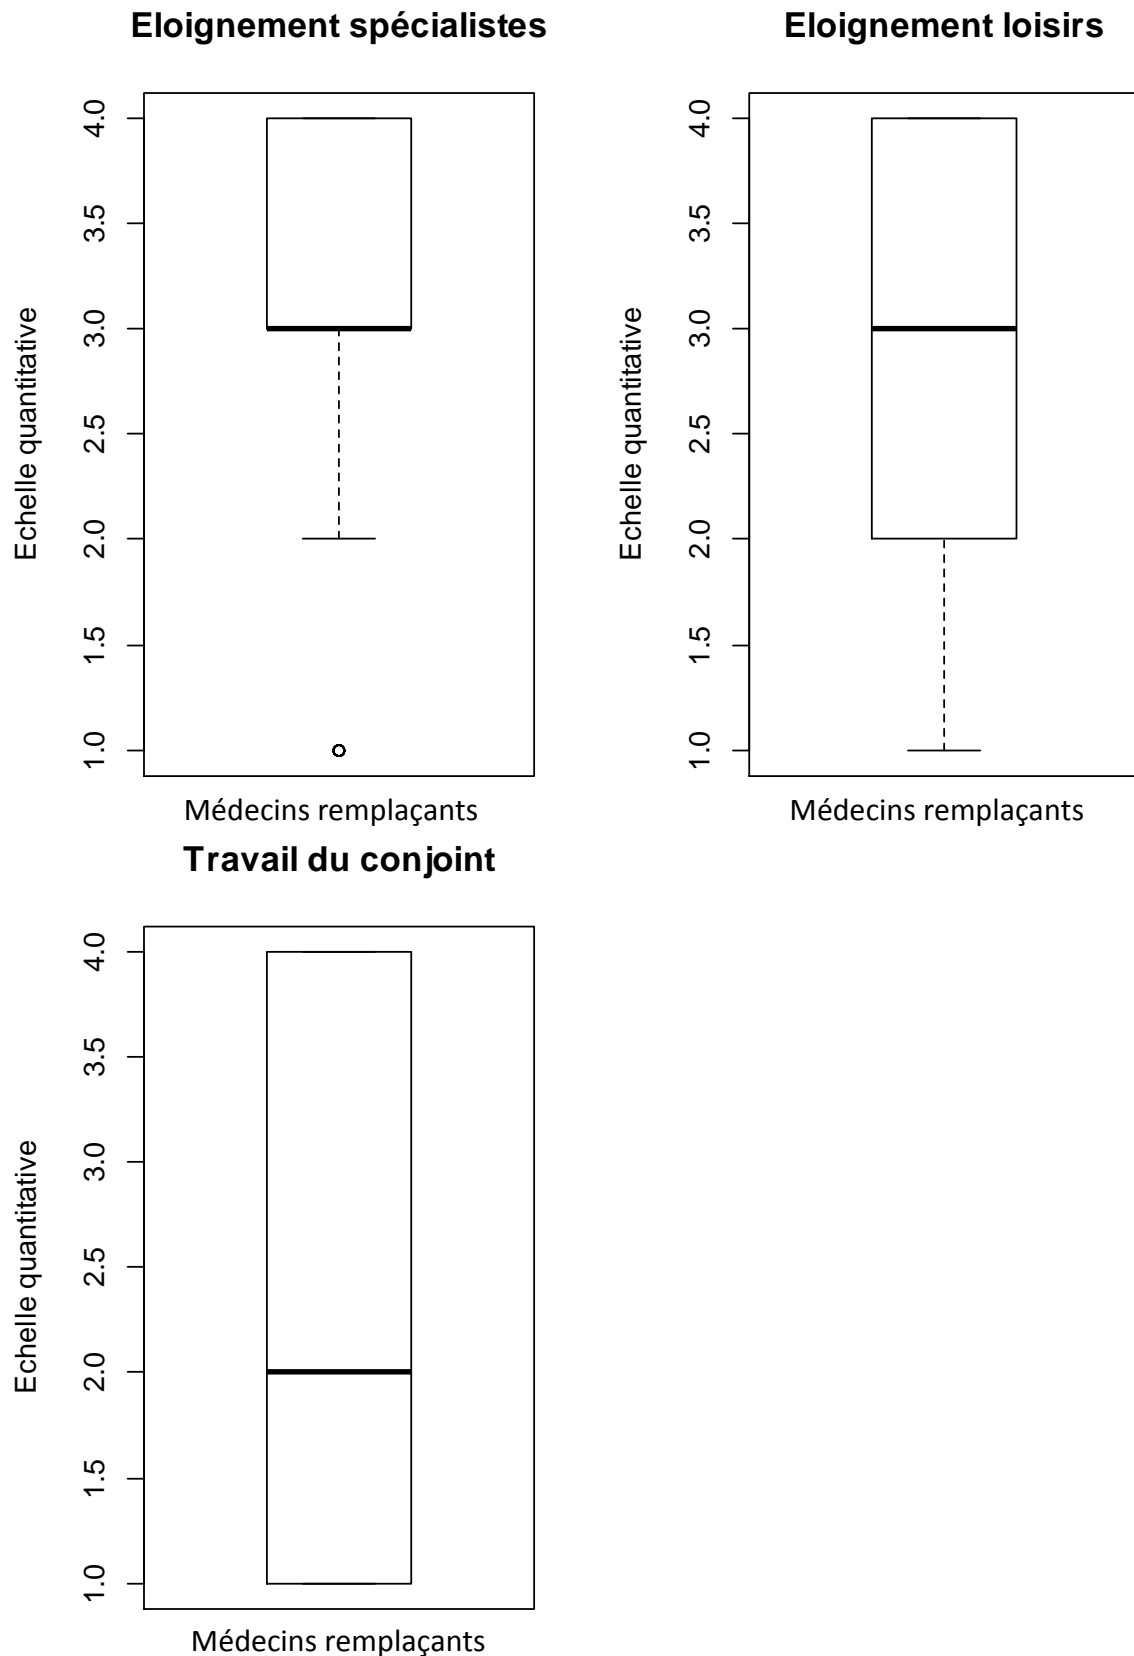 Eloignement spécialistes
Echelle quantitative
4.0
3.5
3.0
2.5
2.0
1.5
1.0
Médecins remplaçants
Eloignement loisirs
Echelle quantitative
4.0
3.5
3.0
2.5
2.0
1.5
1.0
Médecins remplaçants
Travail du conjoint
Echelle quantitative
4.0
3.5
3.0
2.5
2.0
1.5
1.0
Médecins remplaçants